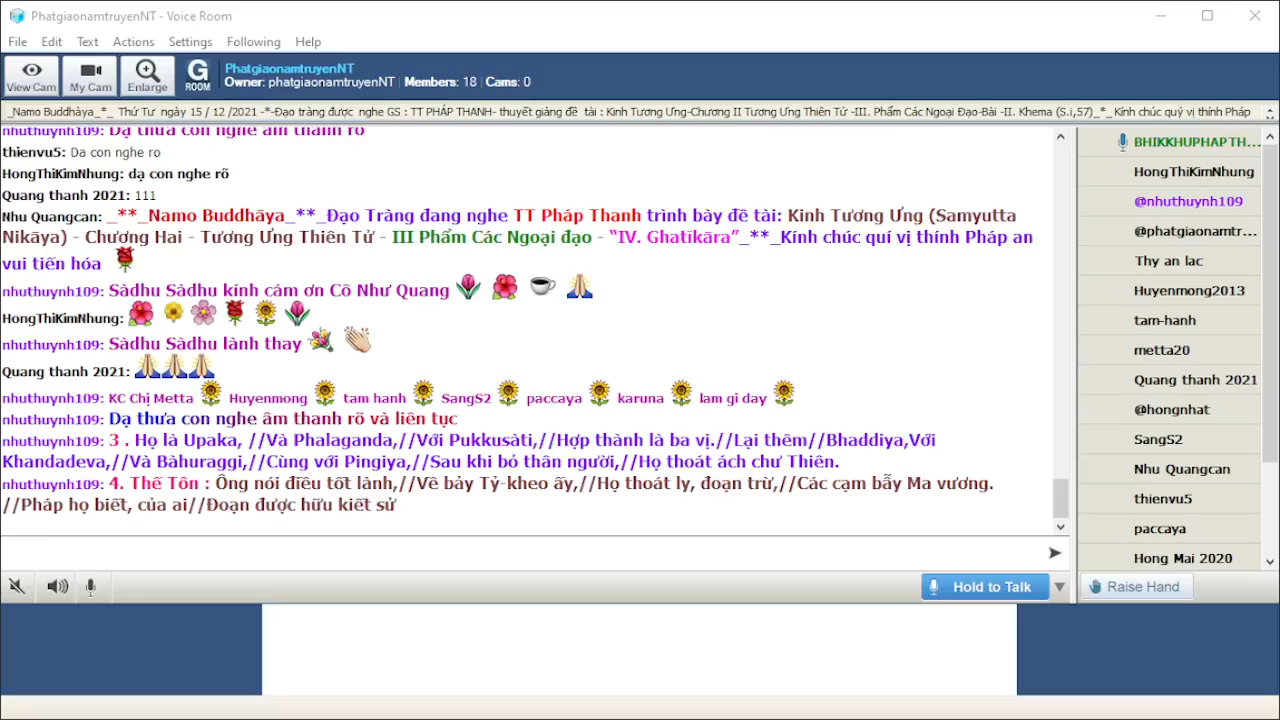 PhatgiaonamtruyenNT - Voice Room
File Edit Text Actions Settings Following Help
View Cam My Cam Enlarge G ROOM
PhatgiaonamtruyenNT
Owner: phatgiaonamtruyenNT | Members: 18 | Cams: 0
_Namo Buddhàya_*_ Thứ Tư ngày 15 / 12 /2021 -*-Đạo tràng được nghe GS : TT PHÁP THANH- thuyết giảng đề tài : Kinh Tương Ưng-Chương II Tương Ưng Thiên Tử -III. Phẩm Các Ngoại Đạo-Bài -II. Khema (S.i,57)_*_ Kính chúc quý vị thính Pháp
nhuthuynh109: Dạ thưa con nghe âm thanh rõ
thienvu5: Da con nghe ro
HongThiKimNhung: dạ con nghe rõ
Quang thanh 2021: 111
Nhu Quangcan: _**_Namo Buddhāya_**_Đạo Tràng đang nghe TT Pháp Thanh trình bày đề tài: Kinh Tương Ưng (Samyutta
Nikāya) - Chương Hai - Tương Ưng Thiên Tử - III Phẩm Các Ngoại đạo - “IV. Ghatīkāra”_**_Kính chúc quí vị thính Pháp an
vui tiến hóa
nhuthuynh109: Sàdhu Sàdhu kính cám ơn Cô Như Quang
HongThiKimNhung:
nhuthuynh109: Sàdhu Sàdhu lành thay
Quang thanh 2021:
nhuthuynh109: KC Chị Metta Huyenmong tam hanh SangS2 paccaya karuna lam gi day
nhuthuynh109: Dạ thưa con nghe âm thanh rõ và liên tục
nhuthuynh109: 3 . Họ là Upaka, //Và Phalaganda,//Với Pukkusàti,//Hợp thành là ba vị.//Lại thêm//Bhaddiya,Với
Khandadeva,//Và Bàhuraggi,//Cùng với Pingiya,//Sau khi bỏ thân người,//Họ thoát ách chư Thiên.
nhuthuynh109: 4. Thế Tôn : Ông nói điều tốt lành,//Về bảy Tỷ-kheo ấy,//Họ thoát ly, đoạn trừ,//Các cạm bẫy Ma vương.
//Pháp họ biết, của ai//Đoạn được hữu kiết sử
Hold to Talk
BHIKKHUPHAPTH...
HongThiKimNhung
@nhuthuynh109
@phatgiaonamtr...
Thy an lac
Huyenmong2013
tam-hanh
metta20
Quang thanh 2021
@hongnhat
SangS2
Nhu Quangcan
thienvu5
paccaya
Hong Mai 2020
Raise Hand